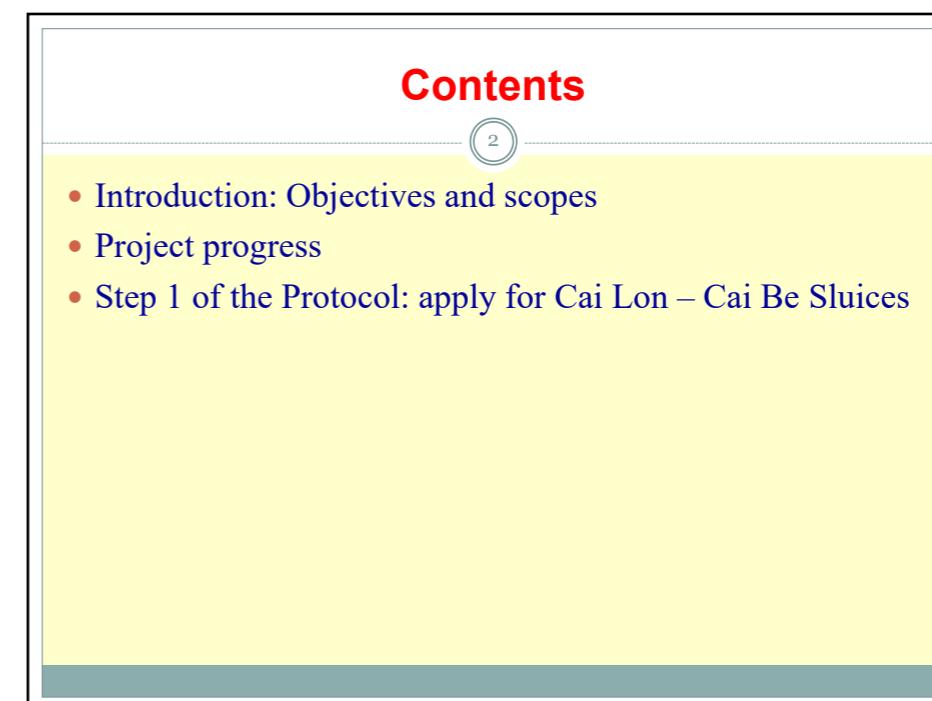 Contents
2
• Introduction: Objectives and scopes
• Project progress
• Step 1 of the Protocol: apply for Cai Lon – Cai Be Sluices